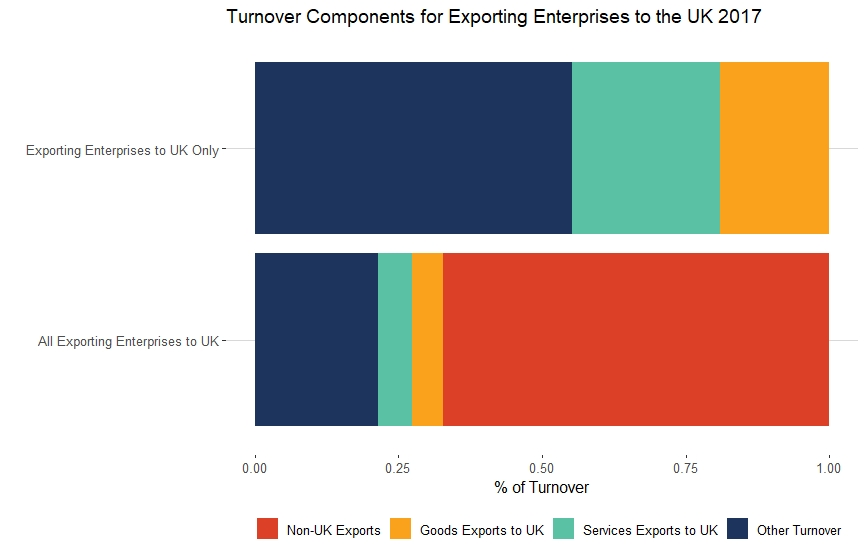 Turnover Components for Exporting Enterprises to the UK 2017
Exporting Enterprises to UK Only
All Exporting Enterprises to UK
0.00 0.25 0.50 0.75 1.00
% of Turnover
Non-UK Exports Goods Exports to UK Services Exports to UK Other Turnover